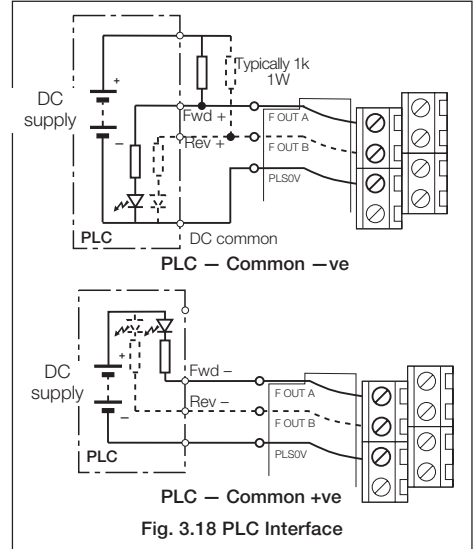 Typically 1k
1W
+
DC
supply
–
Fwd +
Rev +
F OUT A
F OUT B
PLS0V
PLC
DC common
PLC — Common —ve
DC
supply
+
–
Fwd –
Rev –
F OUT A
F OUT B
PLS0V
PLC
PLC — Common +ve
Fig. 3.18 PLC Interface